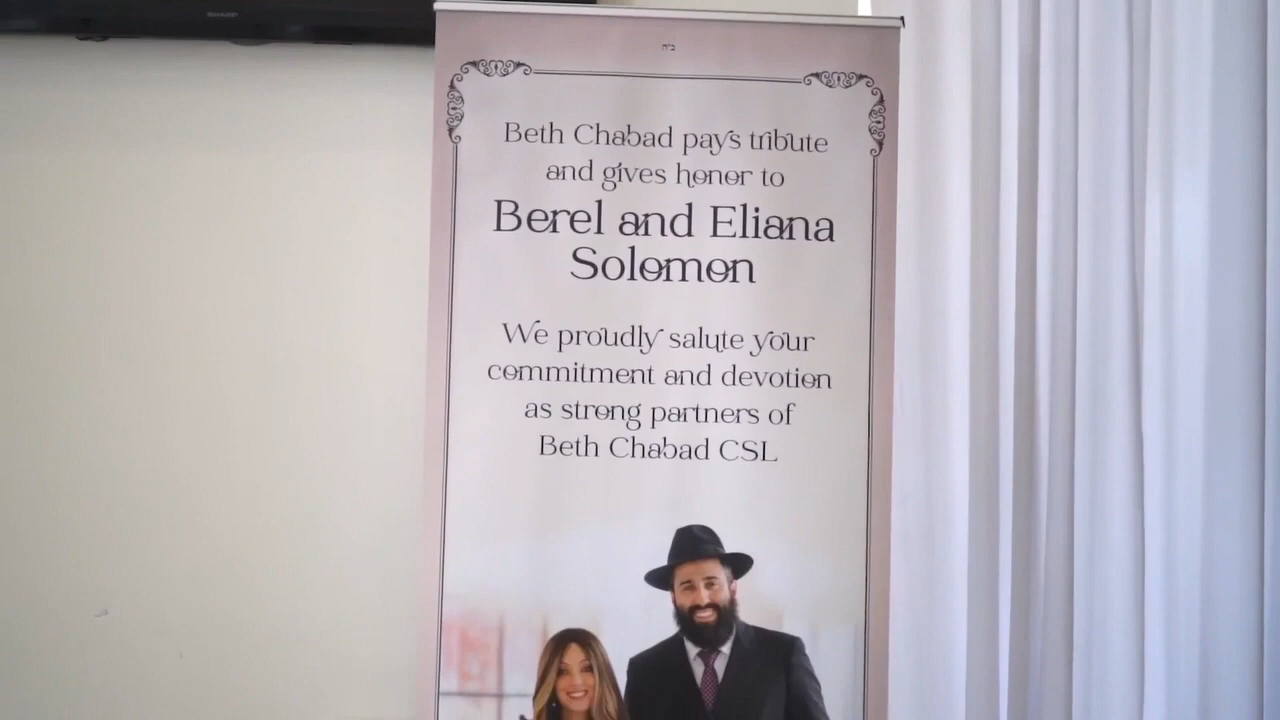 SHARP
ב״ה
Beth Chabad pays tribute
and gives honor to
Berel and Eliana
Solomon
We proudly salute your
commitment and devotion
as strong partners of
Beth Chabad CSL